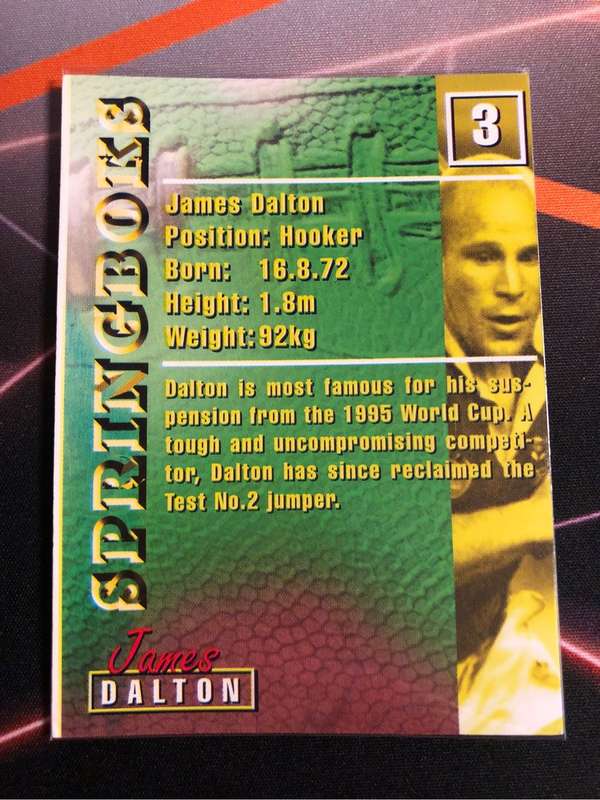 3
SPRINGBOKS
James Dalton
Position: Hooker
Born: 16.8.72
Height: 1.8m
Weight: 92kg
Dalton is most famous for his sus-
pension from the 1995 World Cup. A
tough and uncompromising competi-
tor, Dalton has since reclaimed the
Test No.2 jumper.
James
DALTON